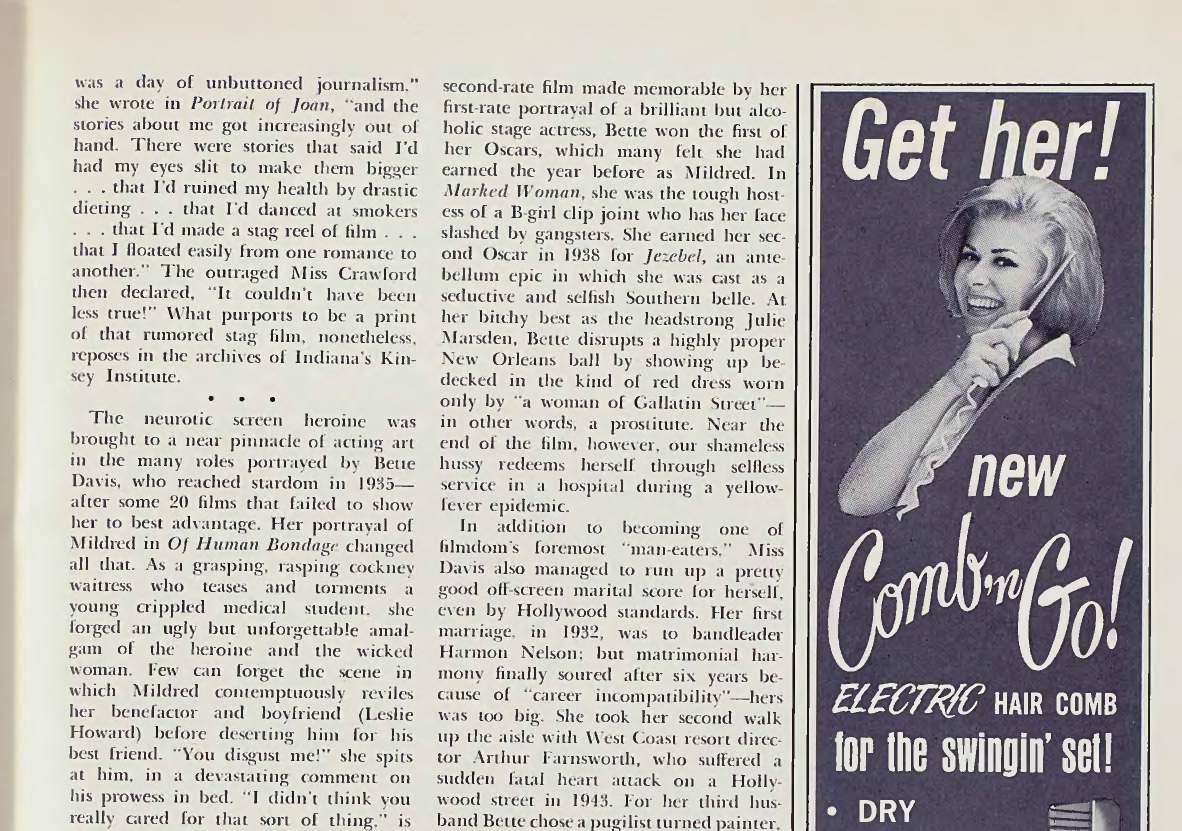 was a day of unbuttoned journalism,"
she wrote in Portrait of Joan, "and the
stories about me got increasingly out of
hand. There were stories that said I'd
had my eyes slit to make them bigger
. . . that I'd ruined my health by drastic
dieting . . . that I'd danced at smokers
. . . that I'd made a stag reel of film . . .
that I floated easily from one romance to
another." The outraged Miss Crawford
then declared, "It couldn't have been
less true!" What purports to be a print
of that rumored stag film, nonetheless,
reposes in the archives of Indiana's Kin-
sey Institute.
• • •
The neurotic screen heroine was
brought to a near pinnacle of acting art
in the many roles portrayed by Bette
Davis, who reached stardom in 1935—
after some 20 films that failed to show
her to best advantage. Her portrayal of
Mildred in Of Human Bondage changed
all that. As a grasping, rasping cockney
waitress who teases and torments a
young crippled medical student, she
forged an ugly but unforgettable amal-
gam of the heroine and the wicked
woman. Few can forget the scene in
which Mildred contemptuously reviles
her benefactor and boyfriend (Leslie
Howard) before deserting him for his
best friend. "You disgust me!" she spits
at him, in a devastating comment on
his prowess in bed. "I didn't think you
really cared for that sort of thing," is
second-rate film made memorable by her
first-rate portrayal of a brilliant but alco-
holic stage actress, Bette won the first of
her Oscars, which many felt she had
earned the year before as Mildred. In
Marked Woman, she was the tough host-
ess of a B-girl clip joint who has her face
slashed by gangsters. She earned her sec-
ond Oscar in 1938 for Jezebel, an ante-
bellum epic in which she was cast as a
seductive and selfish Southern belle. At
her bitchy best as the headstrong Julie
Marsden, Bette disrupts a highly proper
New Orleans ball by showing up be-
decked in the kind of red dress worn
only by "a woman of Gallatin Street"—
in other words, a prostitute. Near the
end of the film, however, our shameless
hussy redeems herself through selfless
service in a hospital during a yellow-
fever epidemic.
In addition to becoming one of
filmdom's foremost "man-eaters," Miss
Davis also managed to run up a pretty
good off-screen marital score for herself,
even by Hollywood standards. Her first
marriage, in 1932, was to bandleader
Harmon Nelson; but matrimonial har-
mony finally soured after six years be-
cause of "career incompatibility"—hers
was too big. She took her second walk
up the aisle with West Coast resort direc-
tor Arthur Farnsworth, who suffered a
sudden fatal heart attack on a Holly-
wood street in 1943. For her third hus-
band Bette chose a pugilist turned painter,
Get her!
new
Comb'n
Go!
ELECTRIC HAIR COMB
for the swingin' set!
• DRY